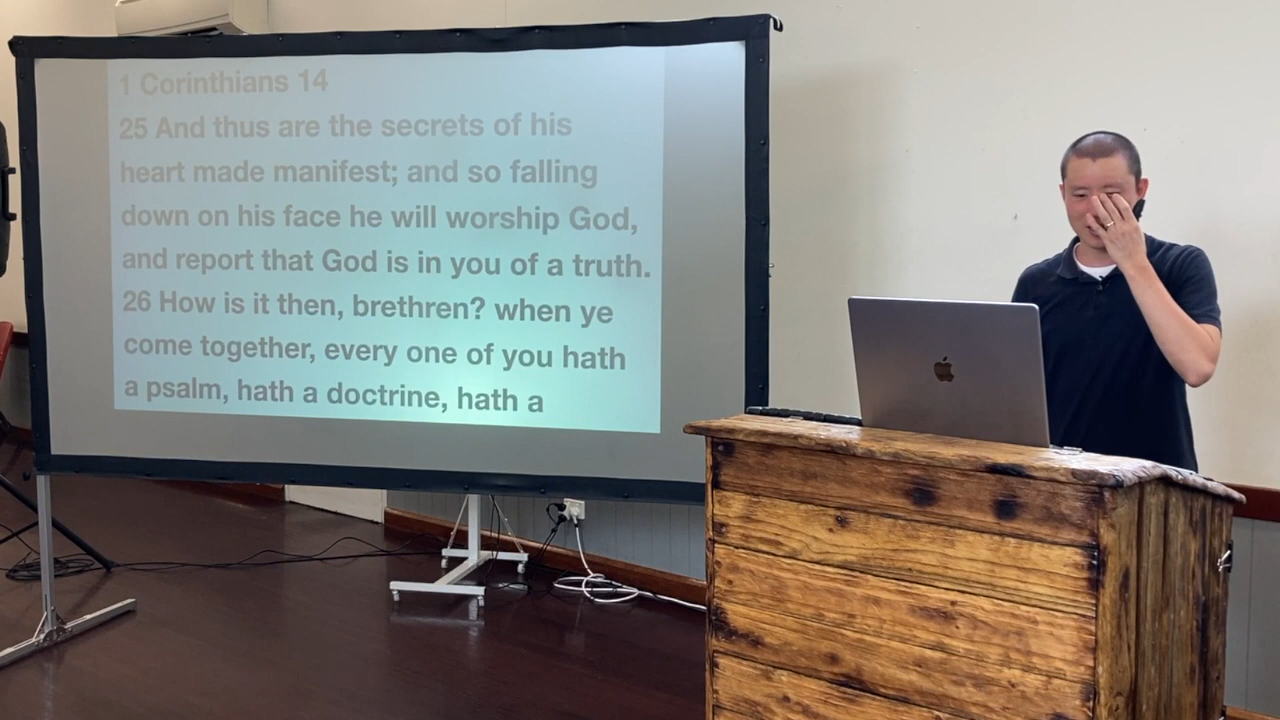 1 Corinthians 14
25 And thus are the secrets of his
heart made manifest; and so falling
down on his face he will worship God,
and report that God is in you of a truth.
26 How is it then, brethren? when ye
come together, every one of you hath
a psalm, hath a doctrine, hath a